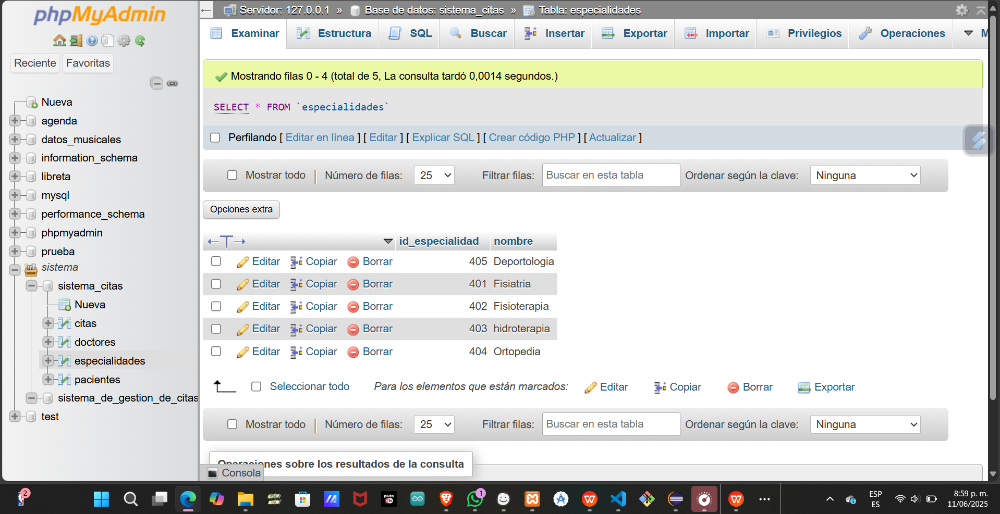 phpMyAdmin
Reciente
Favoritas
Nueva
agenda
datos_musicales
information_schema
libreta
mysql
performance_schema
phpmyadmin
prueba
sistema
sistema_citas
Nueva
citas
doctores
especialidades
pacientes
sistema_de_gestion_de_citas
test
Servidor: 127.0.0.1 » Base de datos: sistema_citas » Tabla: especialidades
Examinar Estructura SQL Buscar Insertar Exportar Importar Privilegios Operaciones M
Mostrando filas 0 - 4 (total de 5, La consulta tardó 0,0014 segundos.)
SELECT * FROM `especialidades`
Perfilando [ Editar en línea ] [ Editar ] [ Explicar SQL ] [ Crear código PHP ] [ Actualizar ]
Mostrar todo | Número de filas: 25 Filtrar filas: Buscar en esta tabla Ordenar según la clave: Ninguna
Opciones extra
←T→ id_especialidad nombre
Editar Copiar Borrar 405 Deportologia
Editar Copiar Borrar 401 Fisiatria
Editar Copiar Borrar 402 Fisioterapia
Editar Copiar Borrar 403 hidroterapia
Editar Copiar Borrar 404 Ortopedia
Seleccionar todo Para los elementos que están marcados: Editar Copiar Borrar Exportar
Mostrar todo | Número de filas: 25 Filtrar filas: Buscar en esta tabla Ordenar según la clave: Ninguna
Operaciones sobre los resultados de la consulta
Consola
2
pluto tv
1
ESP
ES
8:59 p. m.
11/06/2025